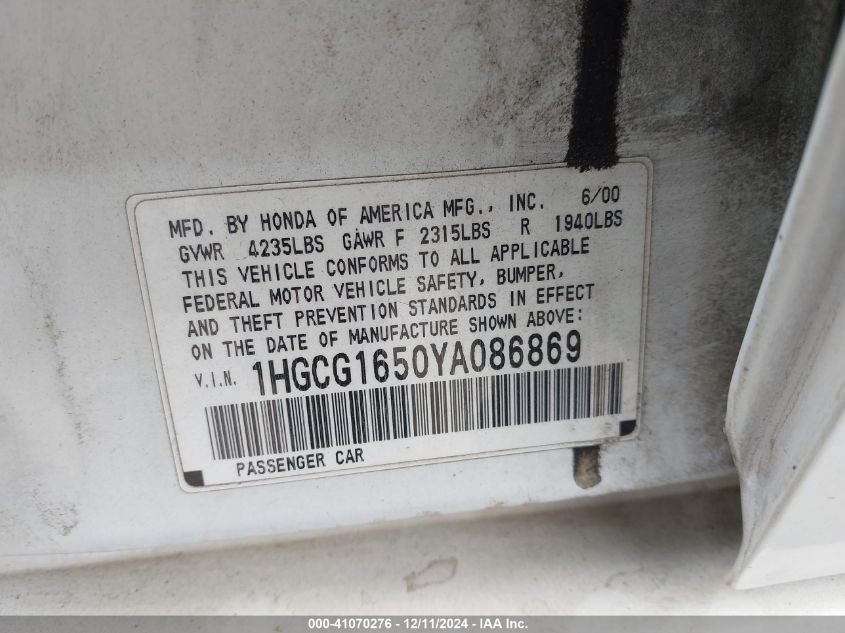 MFD. BY HONDA OF AMERICA MFG., INC. 6/00
GVWR 4235LBS GAWR F 2315LBS R 1940LBS
THIS VEHICLE CONFORMS TO ALL APPLICABLE
FEDERAL MOTOR VEHICLE SAFETY, BUMPER,
AND THEFT PREVENTION STANDARDS IN EFFECT
ON THE DATE OF MANUFACTURE SHOWN ABOVE:
V.I.N. 1HGCG1650YA086869
PASSENGER CAR
000-41070276 - 12/11/2024 - IAA Inc.